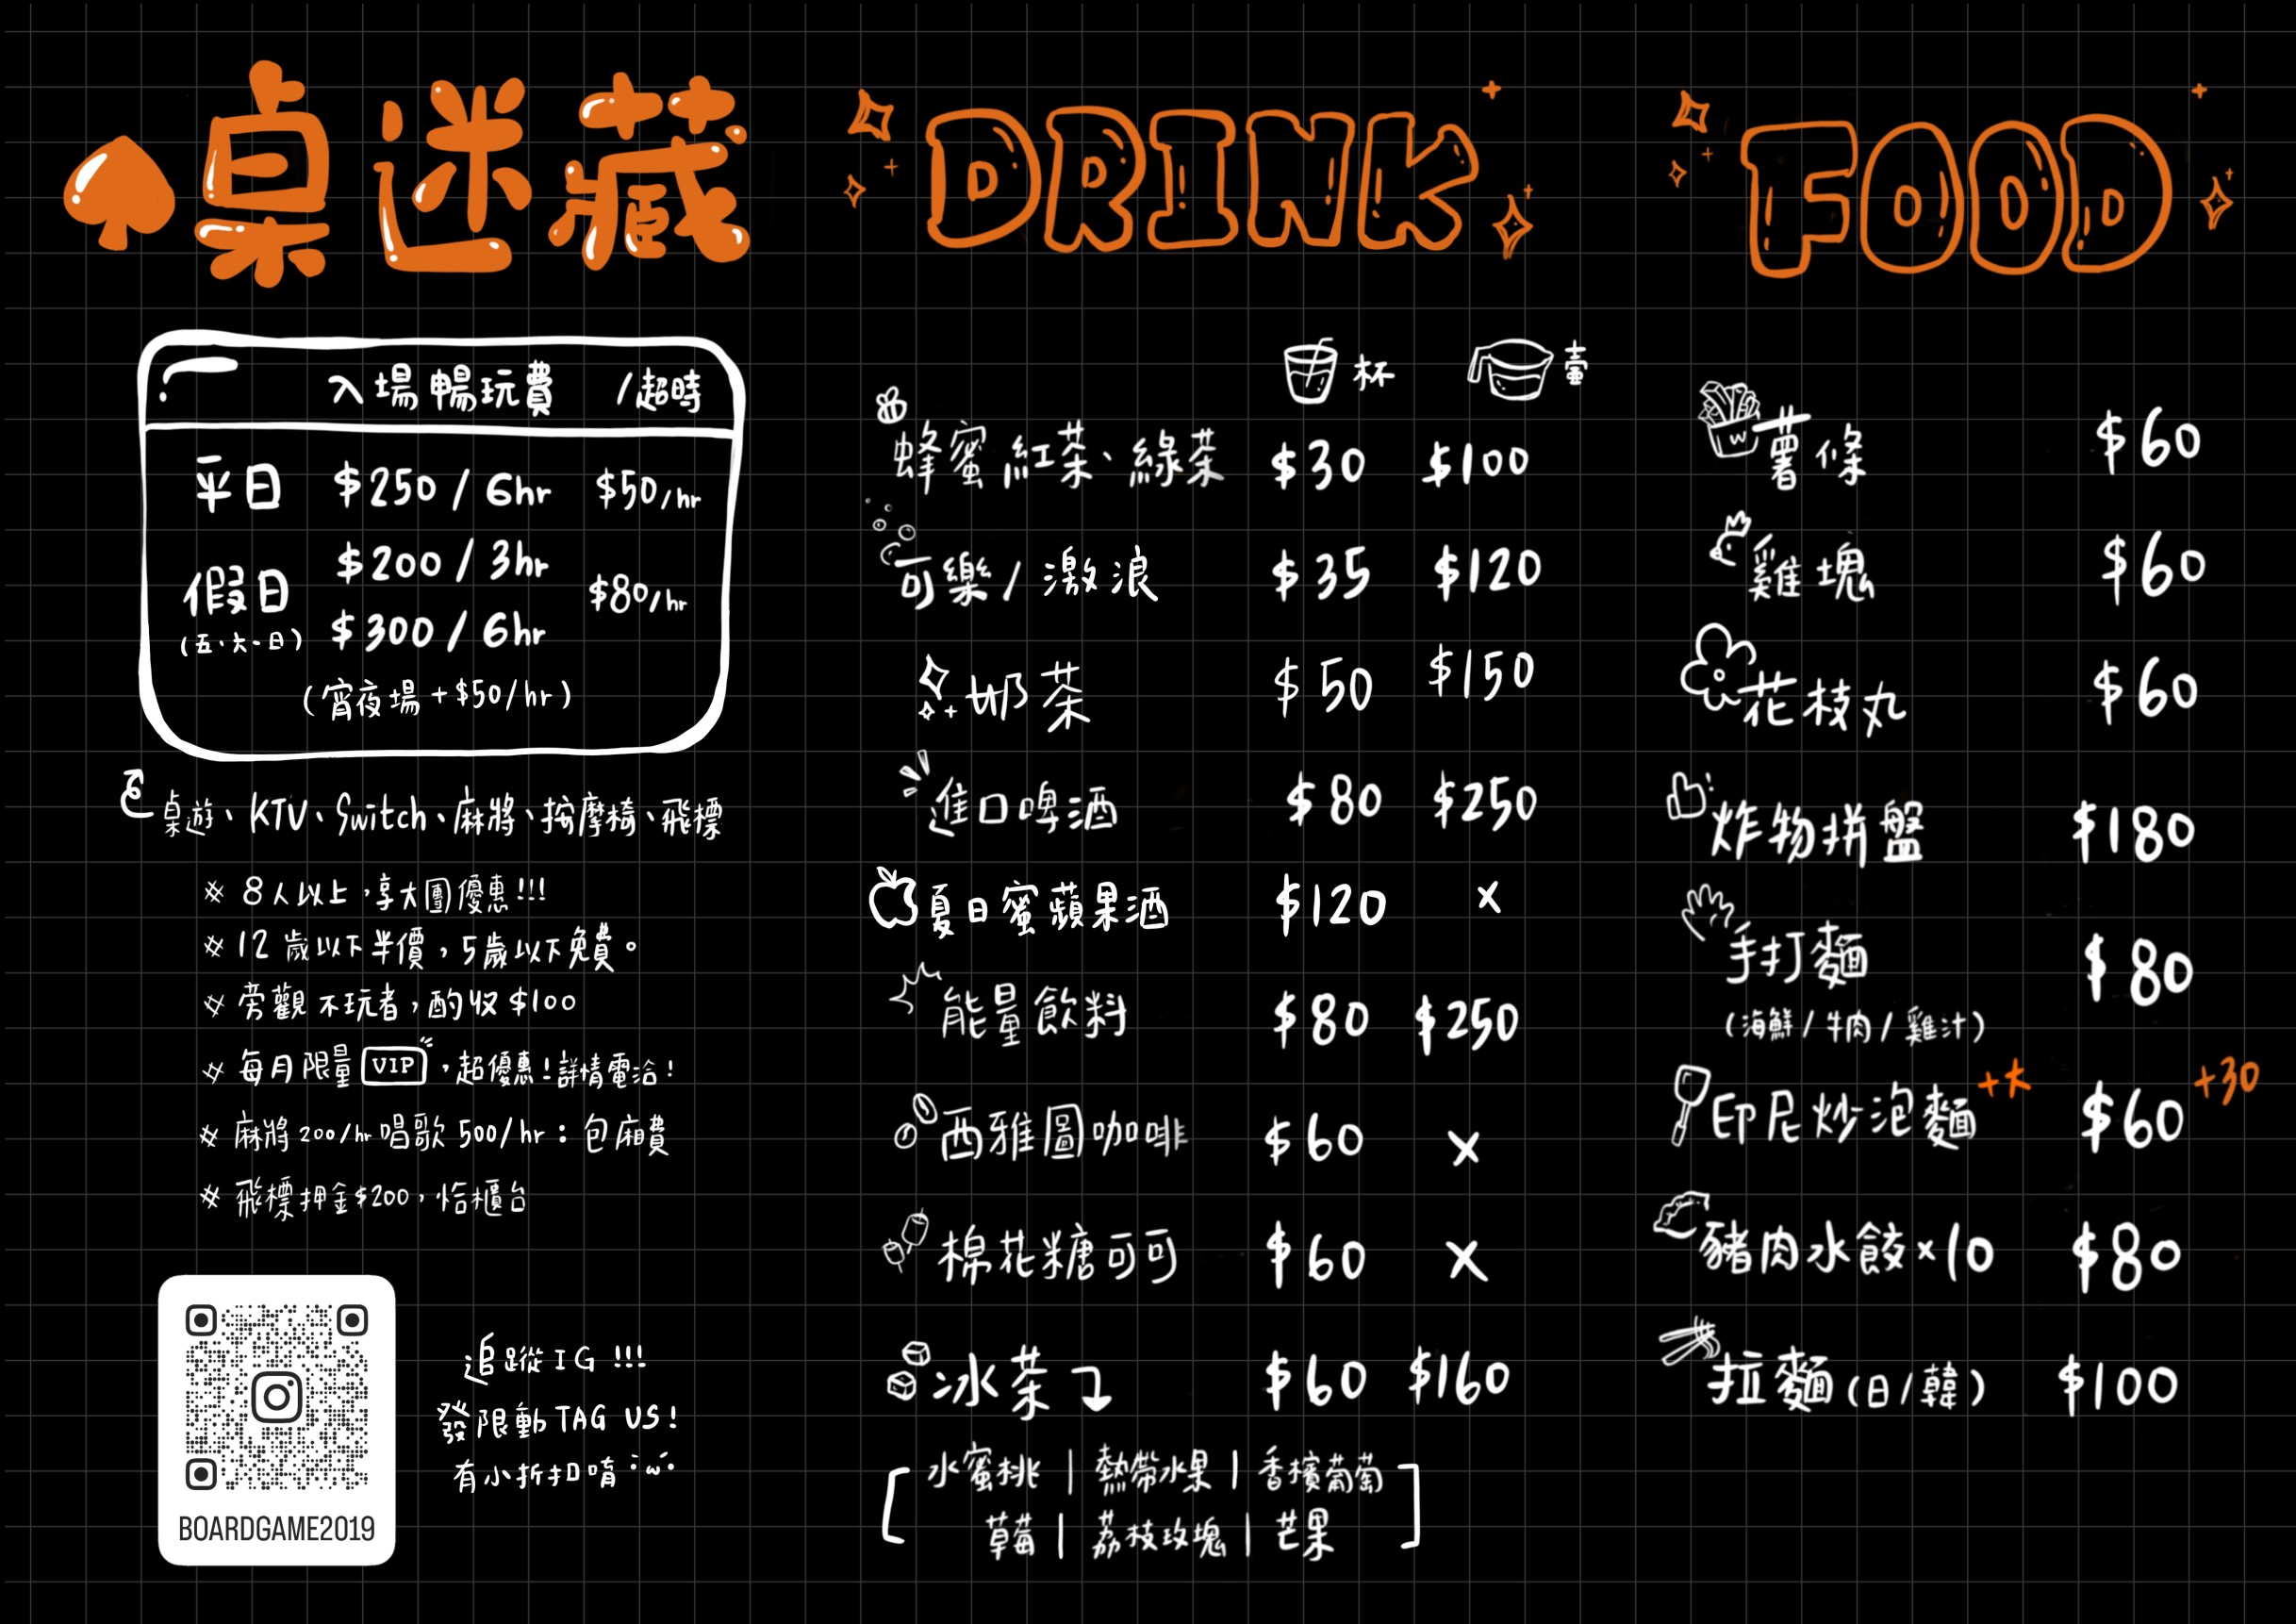 桌迷藏
入場暢玩費 /超時
平日 $250 / 6hr $50/hr
假日 $200 / 3hr $80/hr
(五.六.日) $300 / 6hr
(宵夜場 + $50/hr)
桌遊、KTV、Switch、麻將、按摩椅、飛標
※ 8人以上,享大團優惠!!!
※ 12歲以下半價,5歲以下免費。
※ 旁觀不玩者,酌收$100
※ 每月限量VIP,超優惠!詳情電洽!
※ 麻將200/hr唱歌500/hr:包廂費
※ 飛標押金$200,恰櫃台
BOARDGAME2019
追蹤IG !!!
發限動TAG US!
有小折扣唷
DRINK
杯 壺
蜂蜜紅茶、綠茶 $30 $100
可樂/激浪 $35 $120
奶茶 $50 $150
進口啤酒 $80 $250
夏日蜜蘋果酒 $120 x
能量飲料 $80 $250
西雅圖咖啡 $60 x
棉花糖可可 $60 x
冰茶 $60 $160
[水蜜桃 | 熱帶水果 | 香檳葡萄
草莓 | 荔枝玫瑰 | 芒果]
FOOD
薯條 $60
雞塊 $60
花枝丸 $60
炸物拼盤 $180
手打麵 $80
(海鮮/牛肉/雞汁)
印尼炒泡麵+大 $60 +30
豬肉水餃×10 $80
拉麵(日/韓) $100